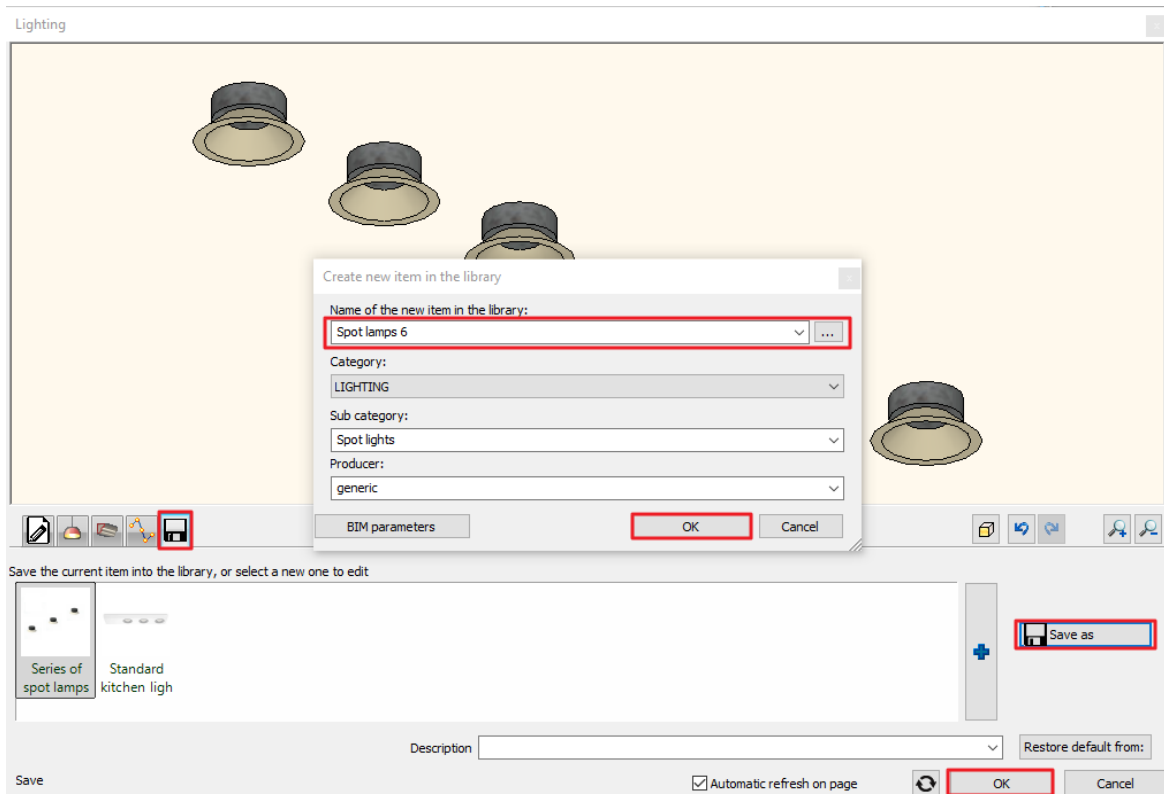 Lighting
Create new item in the library
Name of the new item in the library:
Spot lamps 6
...
Category:
LIGHTING
Sub category:
Spot lights
Producer:
generic
BIM parameters
OK
Cancel
Save the current item into the library, or select a new one to edit
Series of
spot lamps
Standard
kitchen ligh
Save as
Description
Restore default from:
Save
Automatic refresh on page
OK
Cancel